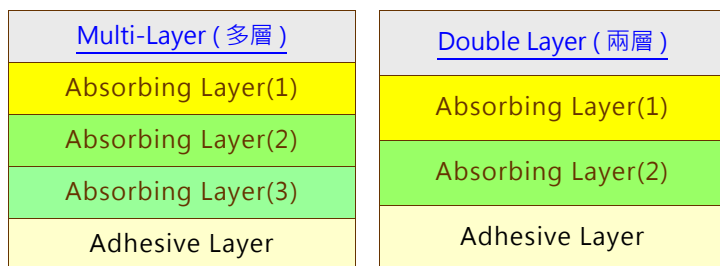 Multi-Layer ( 多層 )
Absorbing Layer(1)
Absorbing Layer(2)
Absorbing Layer(3)
Adhesive Layer
Double Layer ( 兩層 )
Absorbing Layer(1)
Absorbing Layer(2)
Adhesive Layer